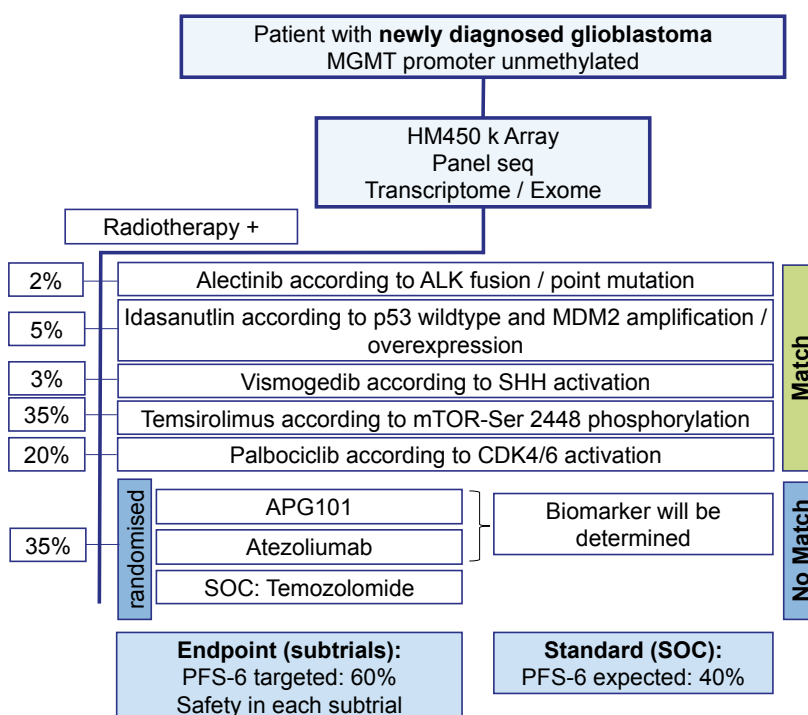 Patient with newly diagnosed glioblastoma
MGMT promoter unmethylated
HM450 k Array
Panel seq
Transcriptome / Exome
Radiotherapy +
2%
Alectinib according to ALK fusion / point mutation
5%
Idasanutlin according to p53 wildtype and MDM2 amplification /
overexpression
3%
Vismogedib according to SHH activation
35%
Temsirolimus according to mTOR-Ser 2448 phosphorylation
20%
Palbociclib according to CDK4/6 activation
Match
35%
randomised
APG101
Atezoliumab
SOC: Temozolomide
Biomarker will be
determined
No Match
Endpoint (subtrials):
PFS-6 targeted: 60%
Safety in each subtrial
Standard (SOC):
PFS-6 expected: 40%